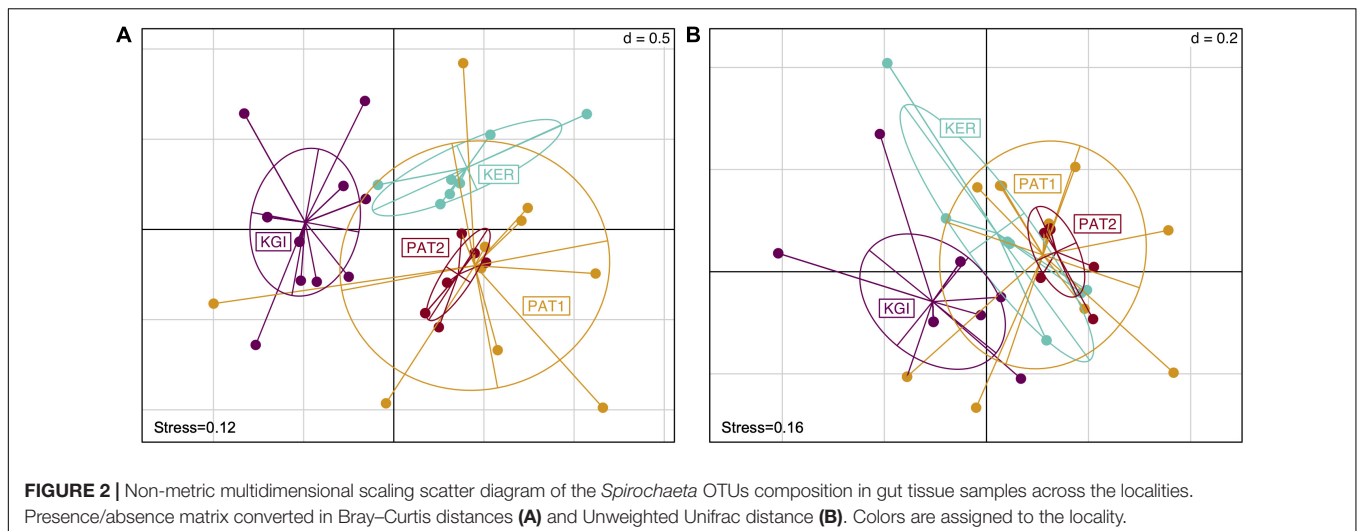 A
d = 0.5
KER
KGI
PAT2
PAT1
Stress=0.12
B
d = 0.2
KER
PAT1
PAT2
KGI
Stress=0.16
FIGURE 2 | Non-metric multidimensional scaling scatter diagram of the Spirochaeta OTUs composition in gut tissue samples across the localities.
Presence/absence matrix converted in Bray–Curtis distances (A) and Unweighted Unifrac distance (B). Colors are assigned to the locality.